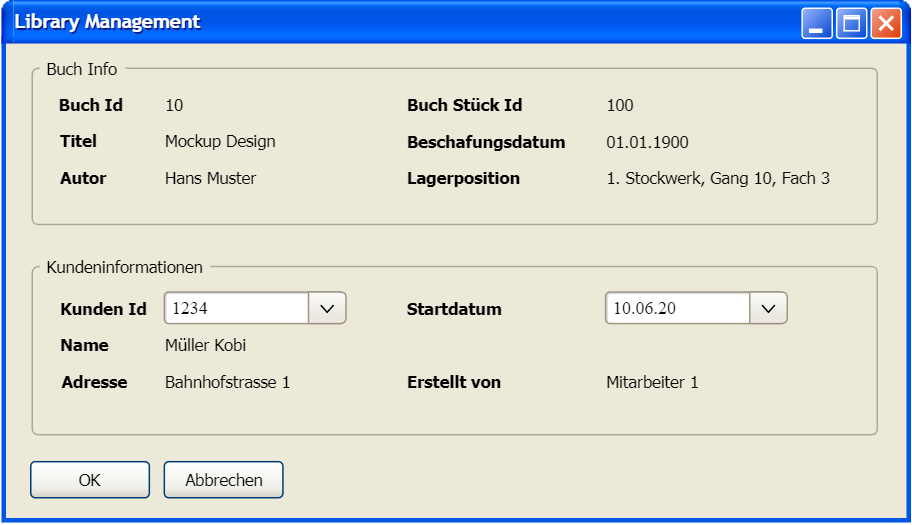 Library Management
Buch Info
Buch Id 10 Buch Stück Id 100
Titel Mockup Design Beschafungsdatum 01.01.1900
Autor Hans Muster Lagerposition 1. Stockwerk, Gang 10, Fach 3
Kundeninformationen
Kunden Id 1234 Startdatum 10.06.20
Name Müller Kobi
Adresse Bahnhofstrasse 1 Erstellt von Mitarbeiter 1
OK Abbrechen